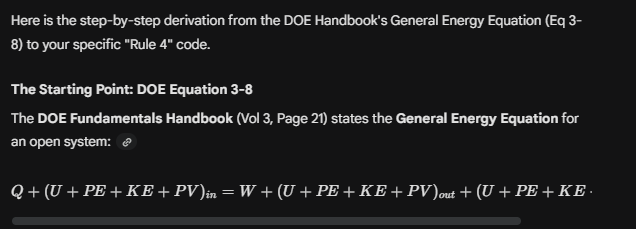 Here is the step-by-step derivation from the DOE Handbook's General Energy Equation (Eq 3-
8) to your specific "Rule 4" code.
The Starting Point: DOE Equation 3-8
The DOE Fundamentals Handbook (Vol 3, Page 21) states the General Energy Equation for
an open system:
Q + (U + PE + KE + PV)in = W + (U + PE + KE + PV)out + (U + PE + KE ·